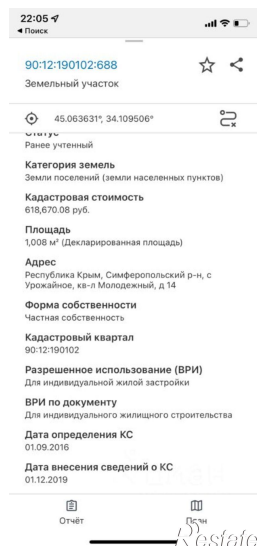 22:05
Поиск
90:12:190102:688
Земельный участок
45.063631°, 34.109506°
Статус
Ранее учтенный
Категория земель
Земли поселений (земли населенных пунктов)
Кадастровая стоимость
618,670.08 руб.
Площадь
1,008 м² (Декларированная площадь)
Адрес
Республика Крым, Симферопольский р-н, с
Урожайное, кв-л Молодежный, д 14
Форма собственности
Частная собственность
Кадастровый квартал
90:12:190102
Разрешенное использование (ВРИ)
Для индивидуальной жилой застройки
ВРИ по документу
Для индивидуального жилищного строительства
Дата определения КС
01.09.2016
Дата внесения сведений о КС
01.12.2019
Отчёт
План
Restate